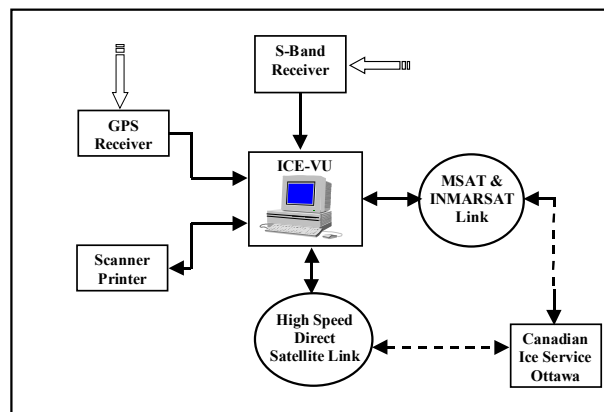 S-Band
Receiver
GPS
Receiver
ICE-VU
MSAT &
INMARSAT
Link
Scanner
Printer
High Speed
Direct
Satellite Link
Canadian
Ice Service
Ottawa